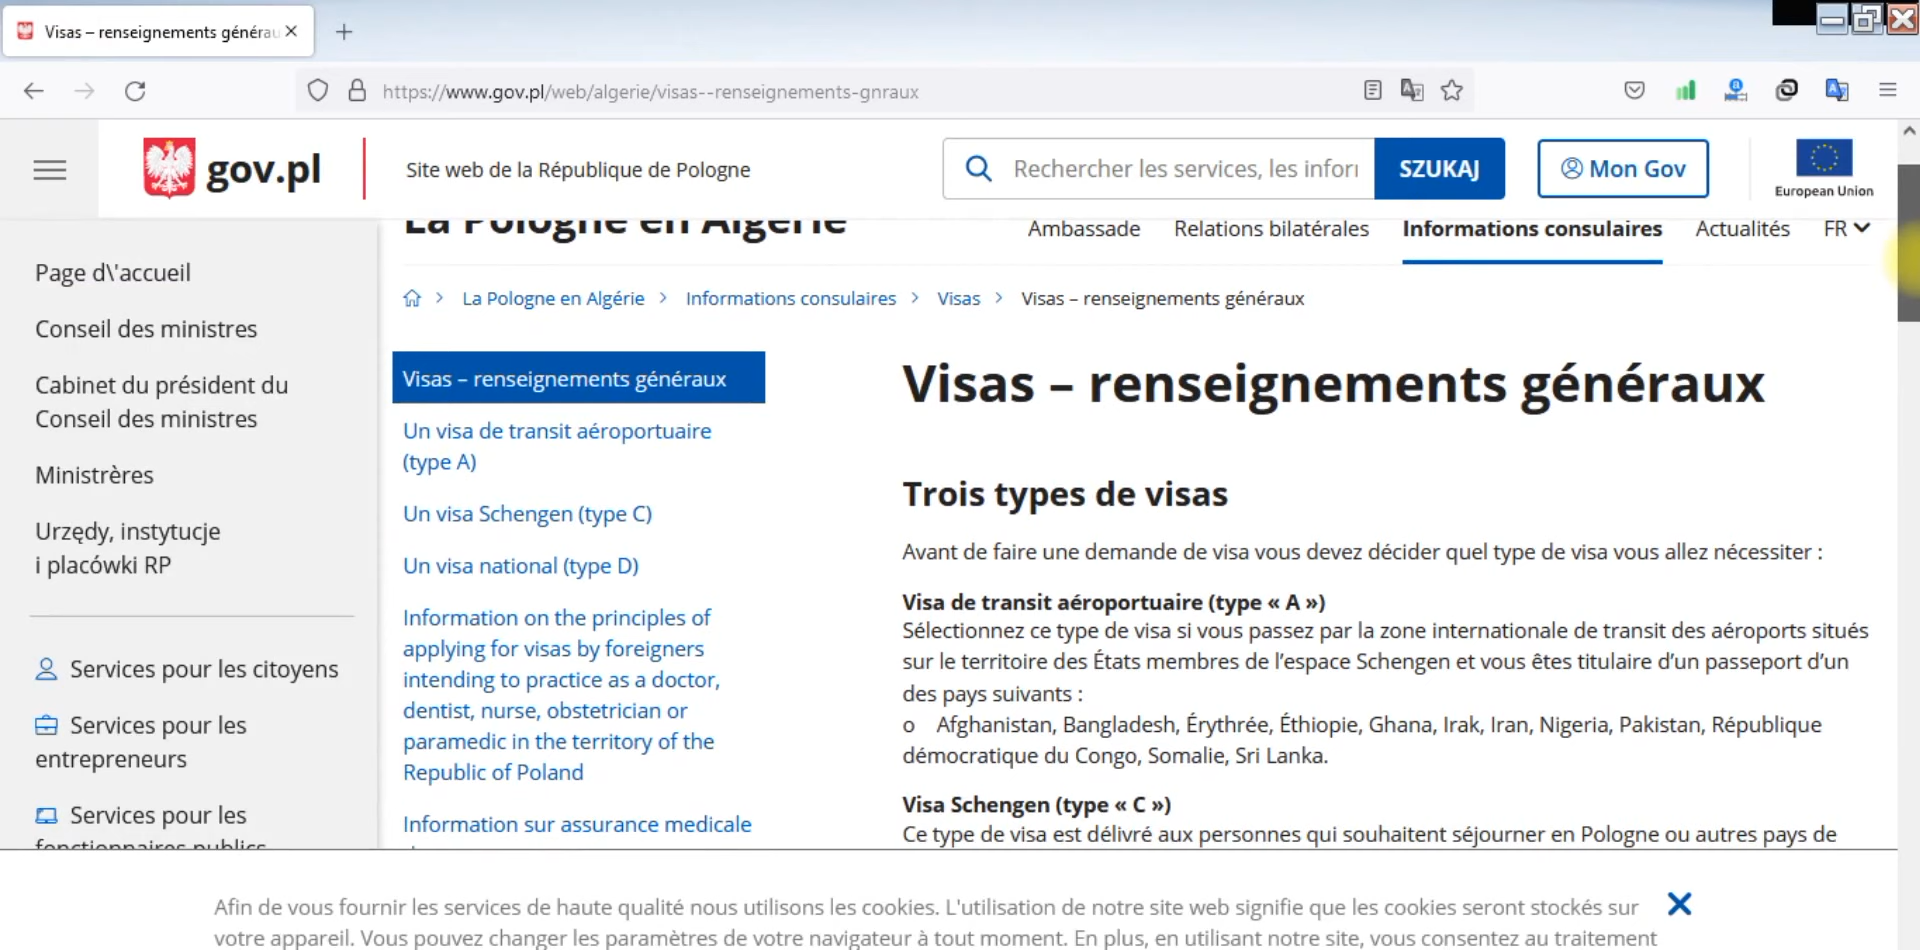 Visas – renseignements générau
https://www.gov.pl/web/algerie/visas--renseignements-gnraux
gov.pl
Site web de la République de Pologne
Rechercher les services, les inforı
SZUKAJ
Mon Gov
European Union
La Pologne en Algérie
Ambassade
Relations bilatérales
Informations consulaires
Actualités
FR
Page d\'accueil
Conseil des ministres
Cabinet du président du
Conseil des ministres
Ministrères
Urzędy, instytucje
i placówki RP
Services pour les citoyens
Services pour les
entrepreneurs
Services pour les
fonctionnaires publics
La Pologne en Algérie > Informations consulaires > Visas > Visas – renseignements généraux
Visas – renseignements généraux
Un visa de transit aéroportuaire
(type A)
Un visa Schengen (type C)
Un visa national (type D)
Information on the principles of
applying for visas by foreigners
intending to practice as a doctor,
dentist, nurse, obstetrician or
paramedic in the territory of the
Republic of Poland
Information sur assurance medicale
Visas – renseignements généraux
Trois types de visas
Avant de faire une demande de visa vous devez décider quel type de visa vous allez nécessiter :
Visa de transit aéroportuaire (type « A »)
Sélectionnez ce type de visa si vous passez par la zone internationale de transit des aéroports situés
sur le territoire des États membres de l’espace Schengen et vous êtes titulaire d’un passeport d’un
des pays suivants :
o Afghanistan, Bangladesh, Érythrée, Éthiopie, Ghana, Irak, Iran, Nigeria, Pakistan, République
démocratique du Congo, Somalie, Sri Lanka.
Visa Schengen (type « C »)
Ce type de visa est délivré aux personnes qui souhaitent séjourner en Pologne ou autres pays de
Afin de vous fournir les services de haute qualité nous utilisons les cookies. L'utilisation de notre site web signifie que les cookies seront stockés sur
votre appareil. Vous pouvez changer les paramètres de votre navigateur à tout moment. En plus, en utilisant notre site, vous consentez au traitement